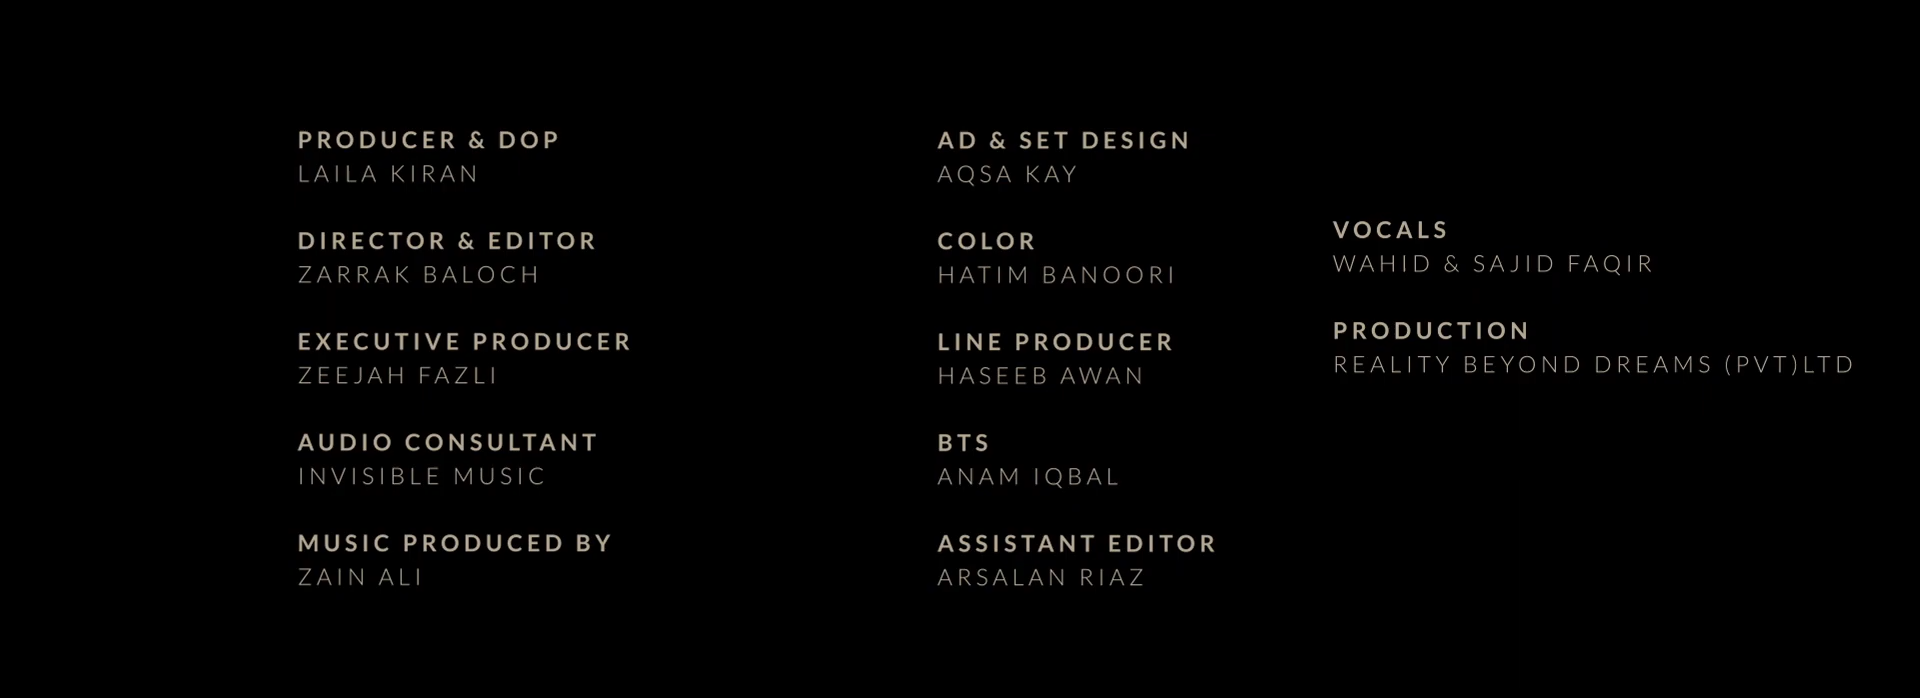 PRODUCER & DOP
LAILA KIRAN
DIRECTOR & EDITOR
ZARRAK BALOCH
EXECUTIVE PRODUCER
ZEEJAH FAZLI
AUDIO CONSULTANT
INVISIBLE MUSIC
MUSIC PRODUCED BY
ZAIN ALI
AD & SET DESIGN
AQSA KAY
COLOR
HATIM BANOORI
LINE PRODUCER
HASEEB AWAN
BTS
ANAM IQBAL
ASSISTANT EDITOR
ARSALAN RIAZ
VOCALS
WAHID & SAJID FAQIR
PRODUCTION
REALITY BEYOND DREAMS (PVT)LTD